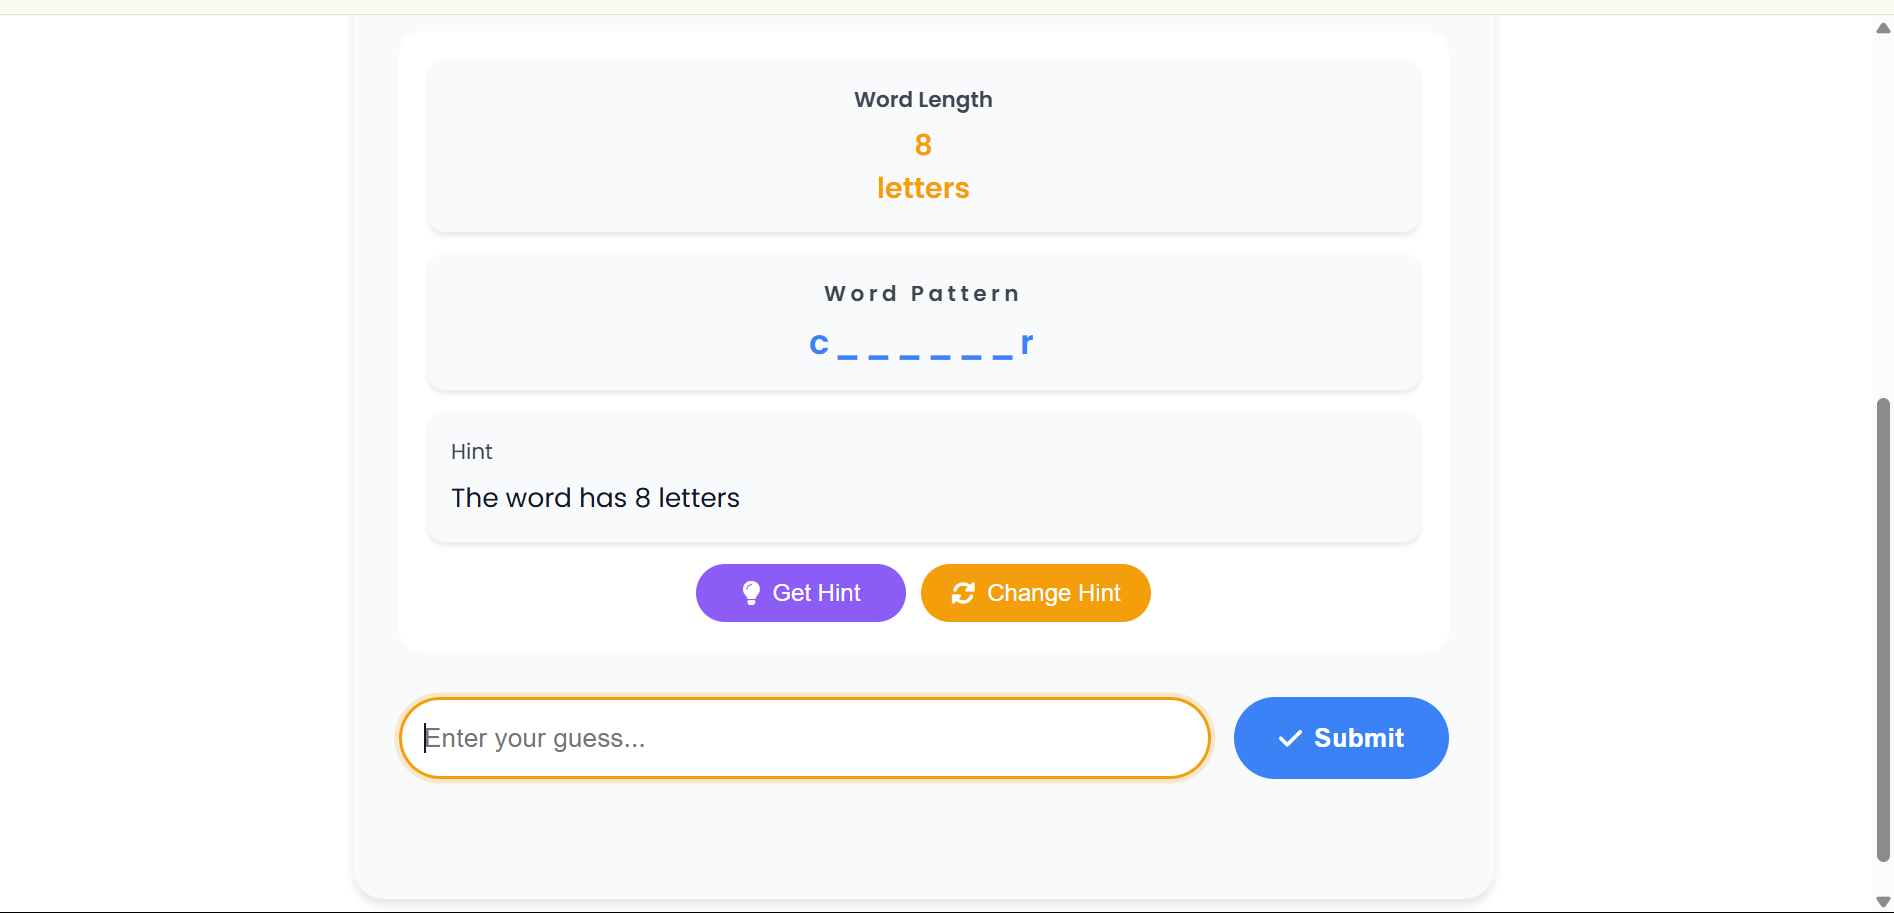 Word Length
8
letters
Word Pattern
c _ _ _ _ _ _ r
Hint
The word has 8 letters
Get Hint
Change Hint
Enter your guess...
Submit